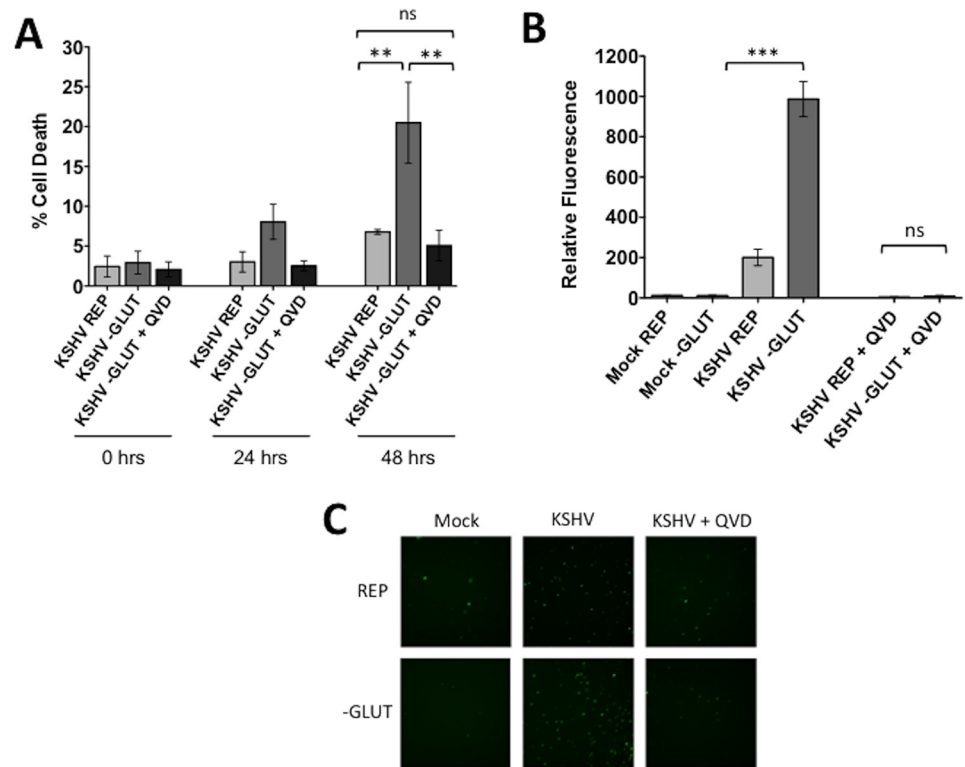 A
ns
** **
30
25
20
15
10
5
0
% Cell Death
KSHV REP
KSHV -GLUT
KSHV -GLUT + QVD
KSHV REP
KSHV -GLUT
KSHV -GLUT + QVD
KSHV REP
KSHV -GLUT
KSHV -GLUT + QVD
0 hrs 24 hrs 48 hrs
B
***
ns
1200
1000
800
600
400
200
0
Relative Fluorescence
Mock REP
Mock -GLUT
KSHV REP
KSHV -GLUT
KSHV REP + QVD
KSHV -GLUT + QVD
C
Mock KSHV KSHV + QVD
REP
-GLUT